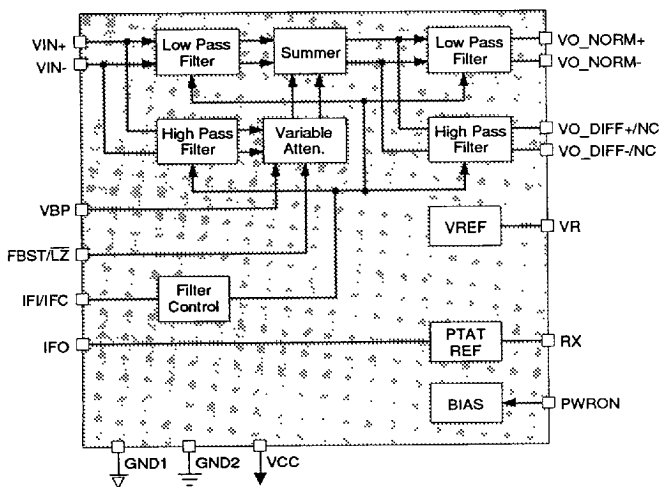 VIN+
VIN-
Low Pass
Filter
Summer
Low Pass
Filter
VO_NORM+
VO_NORM-
High Pass
Filter
Variable
Atten.
High Pass
Filter
VO_DIFF+/NC
VO_DIFF-/NC
VBP
VREF
VR
FBST/L̅Z̅
IFI/IFC
Filter
Control
IFO
PTAT
REF
RX
BIAS
PWRON
GND1
GND2
VCC